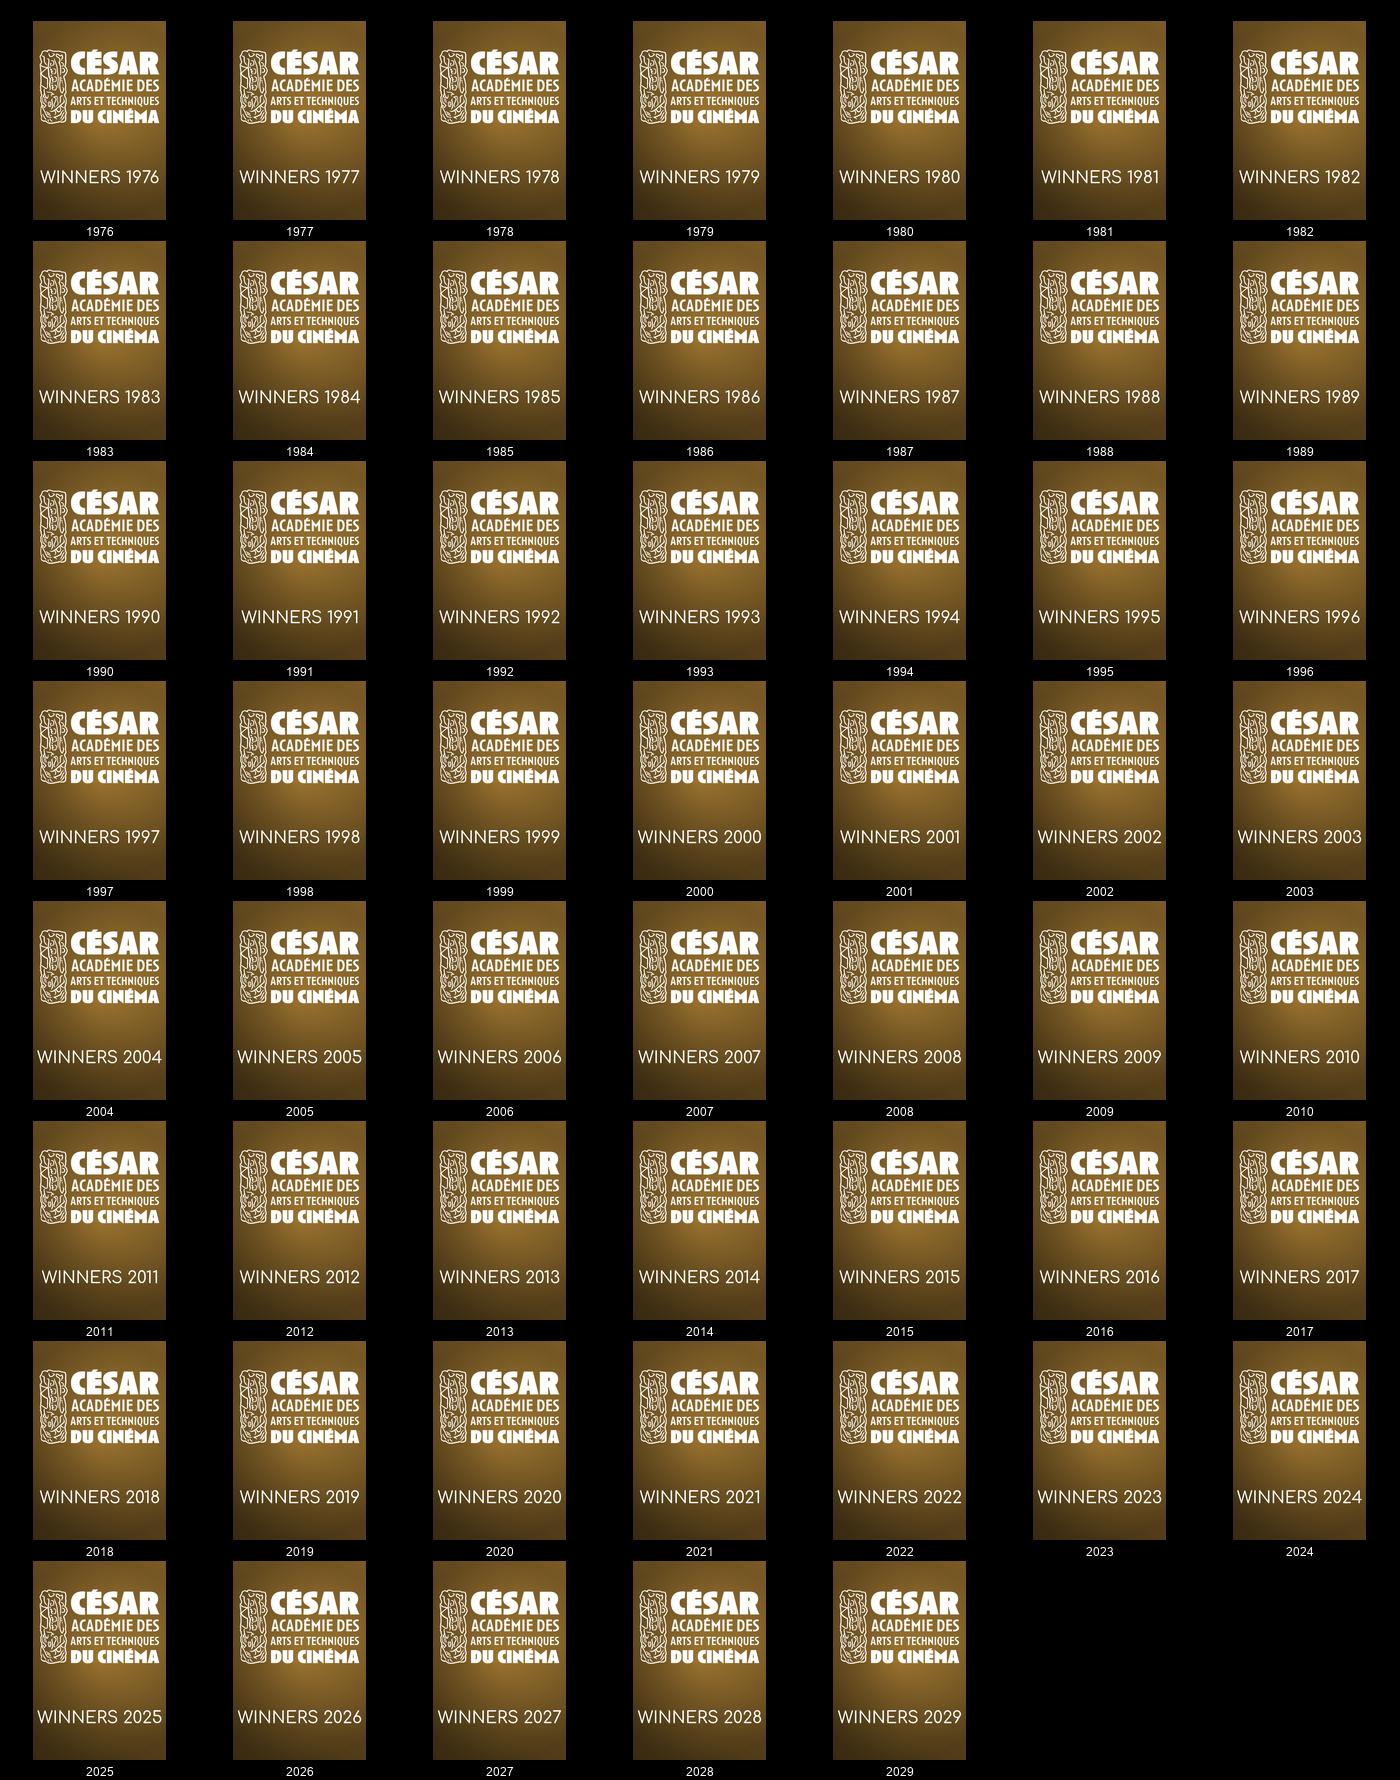 CÉSAR
ACADÉMIE DES
ARTS ET TECHNIQUES
DU CINÉMA
WINNERS 1976
1976
CÉSAR
ACADÉMIE DES
ARTS ET TECHNIQUES
DU CINÉMA
WINNERS 1977
1977
CÉSAR
ACADÉMIE DES
ARTS ET TECHNIQUES
DU CINÉMA
WINNERS 1978
1978
CÉSAR
ACADÉMIE DES
ARTS ET TECHNIQUES
DU CINÉMA
WINNERS 1979
1979
CÉSAR
ACADÉMIE DES
ARTS ET TECHNIQUES
DU CINÉMA
WINNERS 1980
1980
CÉSAR
ACADÉMIE DES
ARTS ET TECHNIQUES
DU CINÉMA
WINNERS 1981
1981
CÉSAR
ACADÉMIE DES
ARTS ET TECHNIQUES
DU CINÉMA
WINNERS 1982
1982
CÉSAR
ACADÉMIE DES
ARTS ET TECHNIQUES
DU CINÉMA
WINNERS 1983
1983
CÉSAR
ACADÉMIE DES
ARTS ET TECHNIQUES
DU CINÉMA
WINNERS 1984
1984
CÉSAR
ACADÉMIE DES
ARTS ET TECHNIQUES
DU CINÉMA
WINNERS 1985
1985
CÉSAR
ACADÉMIE DES
ARTS ET TECHNIQUES
DU CINÉMA
WINNERS 1986
1986
CÉSAR
ACADÉMIE DES
ARTS ET TECHNIQUES
DU CINÉMA
WINNERS 1987
1987
CÉSAR
ACADÉMIE DES
ARTS ET TECHNIQUES
DU CINÉMA
WINNERS 1988
1988
CÉSAR
ACADÉMIE DES
ARTS ET TECHNIQUES
DU CINÉMA
WINNERS 1989
1989
CÉSAR
ACADÉMIE DES
ARTS ET TECHNIQUES
DU CINÉMA
WINNERS 1990
1990
CÉSAR
ACADÉMIE DES
ARTS ET TECHNIQUES
DU CINÉMA
WINNERS 1991
1991
CÉSAR
ACADÉMIE DES
ARTS ET TECHNIQUES
DU CINÉMA
WINNERS 1992
1992
CÉSAR
ACADÉMIE DES
ARTS ET TECHNIQUES
DU CINÉMA
WINNERS 1993
1993
CÉSAR
ACADÉMIE DES
ARTS ET TECHNIQUES
DU CINÉMA
WINNERS 1994
1994
CÉSAR
ACADÉMIE DES
ARTS ET TECHNIQUES
DU CINÉMA
WINNERS 1995
1995
CÉSAR
ACADÉMIE DES
ARTS ET TECHNIQUES
DU CINÉMA
WINNERS 1996
1996
CÉSAR
ACADÉMIE DES
ARTS ET TECHNIQUES
DU CINÉMA
WINNERS 1997
1997
CÉSAR
ACADÉMIE DES
ARTS ET TECHNIQUES
DU CINÉMA
WINNERS 1998
1998
CÉSAR
ACADÉMIE DES
ARTS ET TECHNIQUES
DU CINÉMA
WINNERS 1999
1999
CÉSAR
ACADÉMIE DES
ARTS ET TECHNIQUES
DU CINÉMA
WINNERS 2000
2000
CÉSAR
ACADÉMIE DES
ARTS ET TECHNIQUES
DU CINÉMA
WINNERS 2001
2001
CÉSAR
ACADÉMIE DES
ARTS ET TECHNIQUES
DU CINÉMA
WINNERS 2002
2002
CÉSAR
ACADÉMIE DES
ARTS ET TECHNIQUES
DU CINÉMA
WINNERS 2003
2003
CÉSAR
ACADÉMIE DES
ARTS ET TECHNIQUES
DU CINÉMA
WINNERS 2004
2004
CÉSAR
ACADÉMIE DES
ARTS ET TECHNIQUES
DU CINÉMA
WINNERS 2005
2005
CÉSAR
ACADÉMIE DES
ARTS ET TECHNIQUES
DU CINÉMA
WINNERS 2006
2006
CÉSAR
ACADÉMIE DES
ARTS ET TECHNIQUES
DU CINÉMA
WINNERS 2007
2007
CÉSAR
ACADÉMIE DES
ARTS ET TECHNIQUES
DU CINÉMA
WINNERS 2008
2008
CÉSAR
ACADÉMIE DES
ARTS ET TECHNIQUES
DU CINÉMA
WINNERS 2009
2009
CÉSAR
ACADÉMIE DES
ARTS ET TECHNIQUES
DU CINÉMA
WINNERS 2010
2010
CÉSAR
ACADÉMIE DES
ARTS ET TECHNIQUES
DU CINÉMA
WINNERS 2011
2011
CÉSAR
ACADÉMIE DES
ARTS ET TECHNIQUES
DU CINÉMA
WINNERS 2012
2012
CÉSAR
ACADÉMIE DES
ARTS ET TECHNIQUES
DU CINÉMA
WINNERS 2013
2013
CÉSAR
ACADÉMIE DES
ARTS ET TECHNIQUES
DU CINÉMA
WINNERS 2014
2014
CÉSAR
ACADÉMIE DES
ARTS ET TECHNIQUES
DU CINÉMA
WINNERS 2015
2015
CÉSAR
ACADÉMIE DES
ARTS ET TECHNIQUES
DU CINÉMA
WINNERS 2016
2016
CÉSAR
ACADÉMIE DES
ARTS ET TECHNIQUES
DU CINÉMA
WINNERS 2017
2017
CÉSAR
ACADÉMIE DES
ARTS ET TECHNIQUES
DU CINÉMA
WINNERS 2018
2018
CÉSAR
ACADÉMIE DES
ARTS ET TECHNIQUES
DU CINÉMA
WINNERS 2019
2019
CÉSAR
ACADÉMIE DES
ARTS ET TECHNIQUES
DU CINÉMA
WINNERS 2020
2020
CÉSAR
ACADÉMIE DES
ARTS ET TECHNIQUES
DU CINÉMA
WINNERS 2021
2021
CÉSAR
ACADÉMIE DES
ARTS ET TECHNIQUES
DU CINÉMA
WINNERS 2022
2022
CÉSAR
ACADÉMIE DES
ARTS ET TECHNIQUES
DU CINÉMA
WINNERS 2023
2023
CÉSAR
ACADÉMIE DES
ARTS ET TECHNIQUES
DU CINÉMA
WINNERS 2024
2024
CÉSAR
ACADÉMIE DES
ARTS ET TECHNIQUES
DU CINÉMA
WINNERS 2025
2025
CÉSAR
ACADÉMIE DES
ARTS ET TECHNIQUES
DU CINÉMA
WINNERS 2026
2026
CÉSAR
ACADÉMIE DES
ARTS ET TECHNIQUES
DU CINÉMA
WINNERS 2027
2027
CÉSAR
ACADÉMIE DES
ARTS ET TECHNIQUES
DU CINÉMA
WINNERS 2028
2028
CÉSAR
ACADÉMIE DES
ARTS ET TECHNIQUES
DU CINÉMA
WINNERS 2029
2029